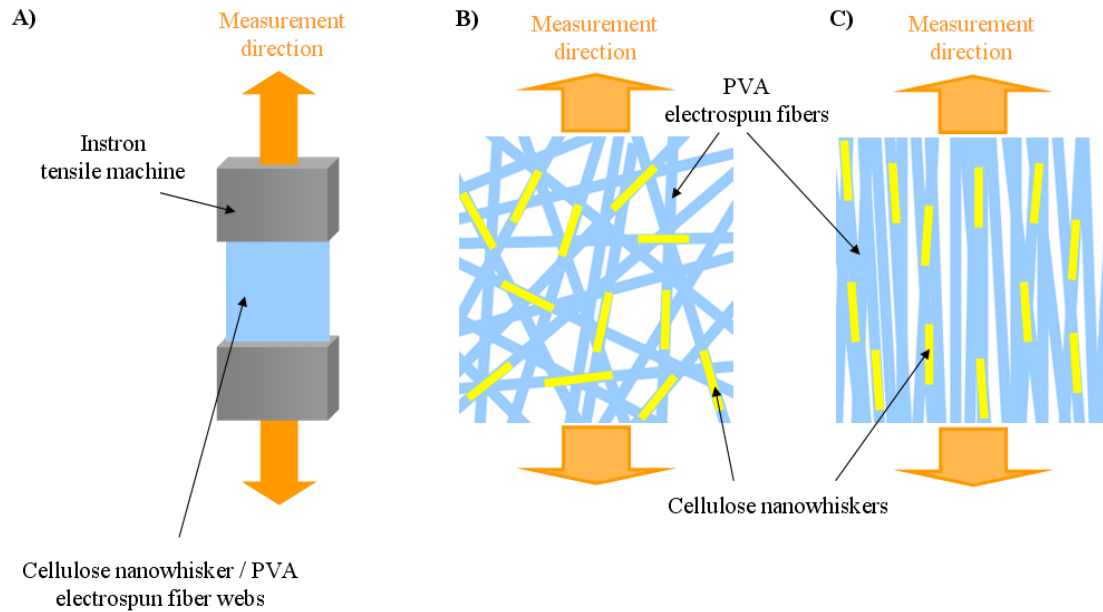 A)
Measurement
direction
Instron
tensile machine
Cellulose nanowhisker / PVA
electrospun fiber webs
B)
Measurement
direction
PVA
electrospun fibers
Cellulose nanowhiskers
C)
Measurement
direction